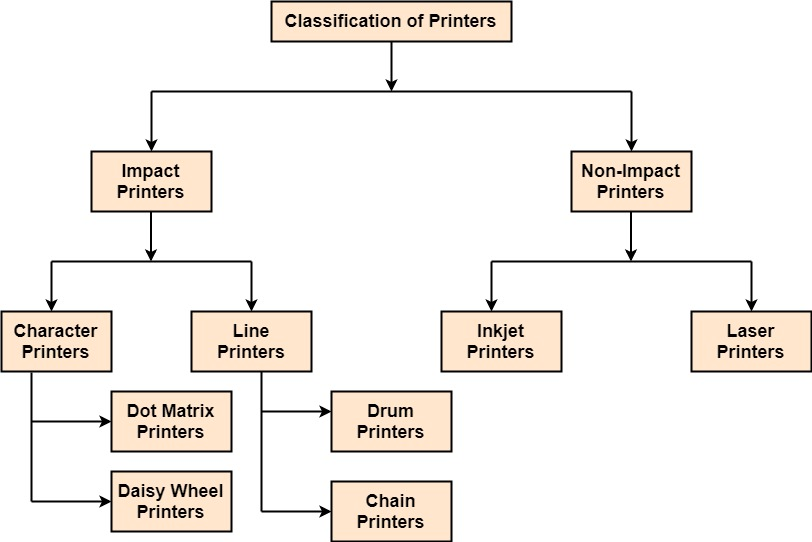 Classification of Printers
Impact
Printers
Non-Impact
Printers
Character
Printers
Line
Printers
Inkjet
Printers
Laser
Printers
Dot Matrix
Printers
Drum
Printers
Daisy Wheel
Printers
Chain
Printers